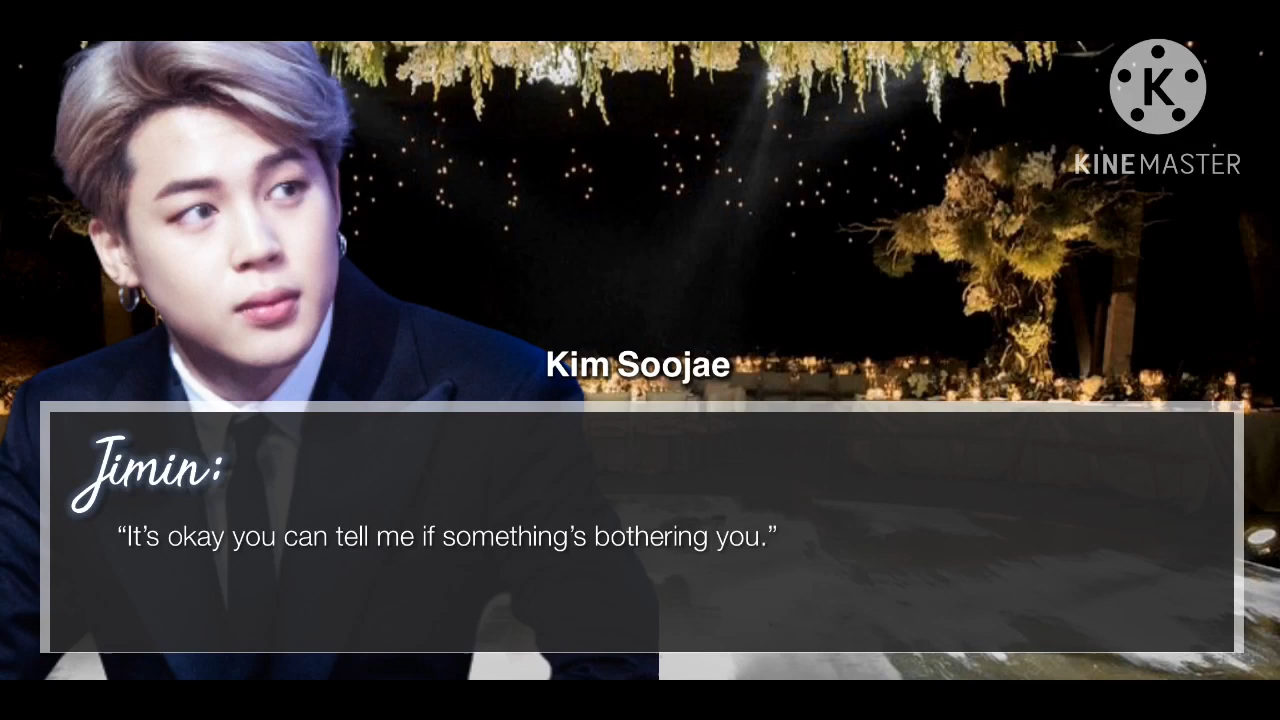 K
KINEMASTER
Kim Soojae
Jimin:
“It’s okay you can tell me if something’s bothering you.”